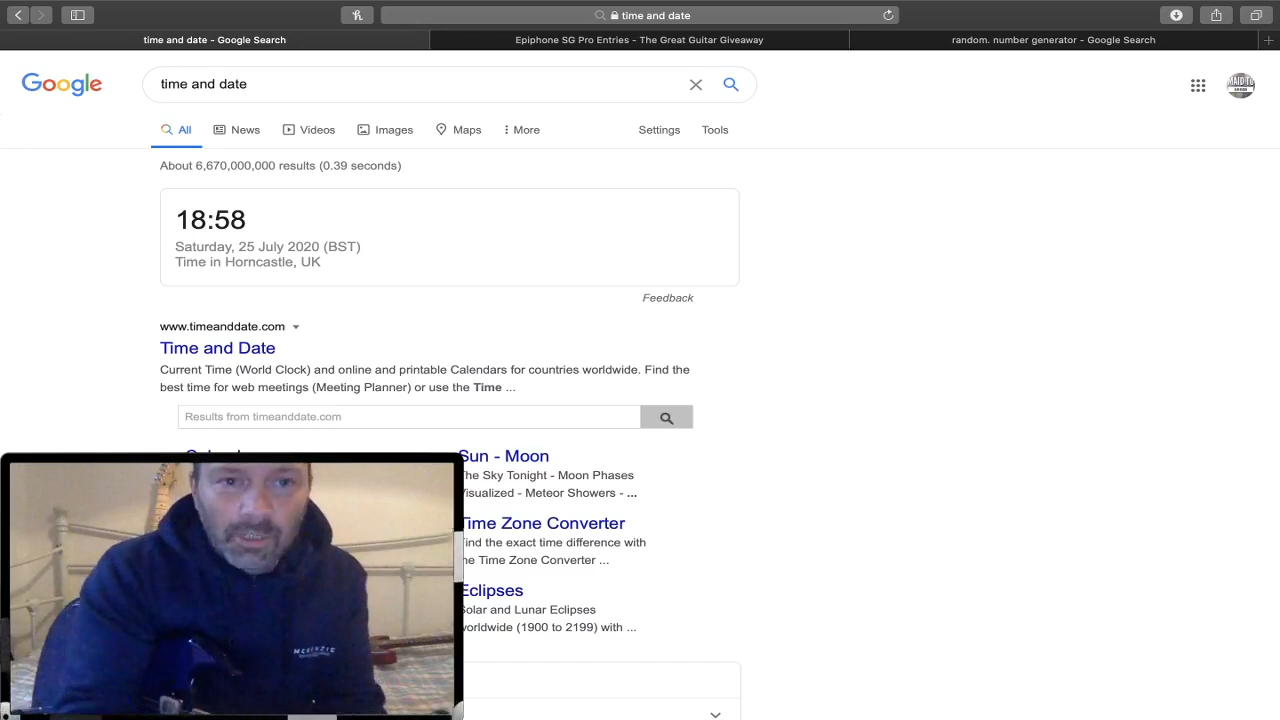 time and date
time and date - Google Search
Epiphone SG Pro Entries - The Great Guitar Giveaway
random. number generator - Google Search
Google
time and date
All
News
Videos
Images
Maps
More
Settings
Tools
About 6,670,000,000 results (0.39 seconds)
18:58
Saturday, 25 July 2020 (BST)
Time in Horncastle, UK
Feedback
www.timeanddate.com
Time and Date
Current Time (World Clock) and online and printable Calendars for countries worldwide. Find the
best time for web meetings (Meeting Planner) or use the Time ...
Results from timeanddate.com
Sun - Moon
The Sky Tonight - Moon Phases
Visualized - Meteor Showers - ...
Time Zone Converter
Find the exact time difference with
the Time Zone Converter ...
Eclipses
Solar and Lunar Eclipses
worldwide (1900 to 2199) with ...
MCKENZIE